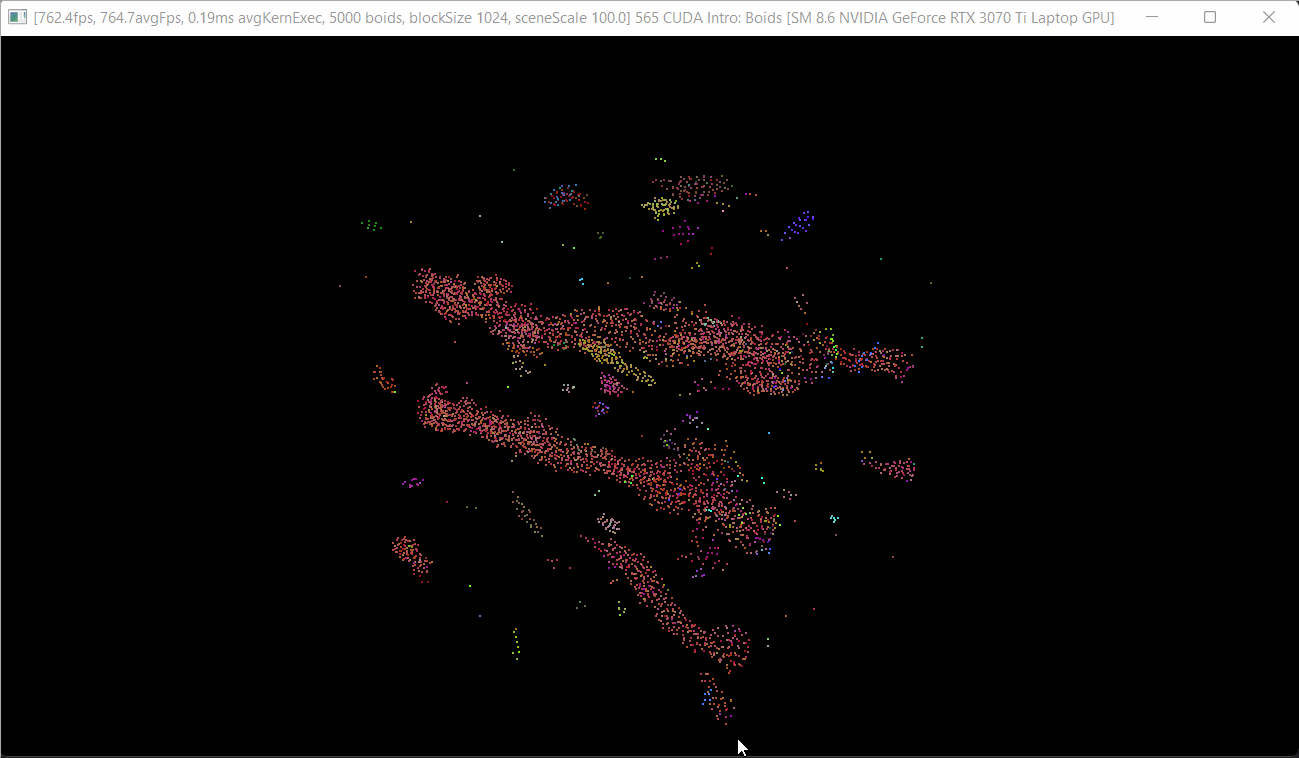 [762.4fps, 764.7avgFps, 0.19ms avgKernExec, 5000 boids, blockSize 1024, sceneScale 100.0] 565 CUDA Intro: Boids [SM 8.6 NVIDIA GeForce RTX 3070 Ti Laptop GPU]